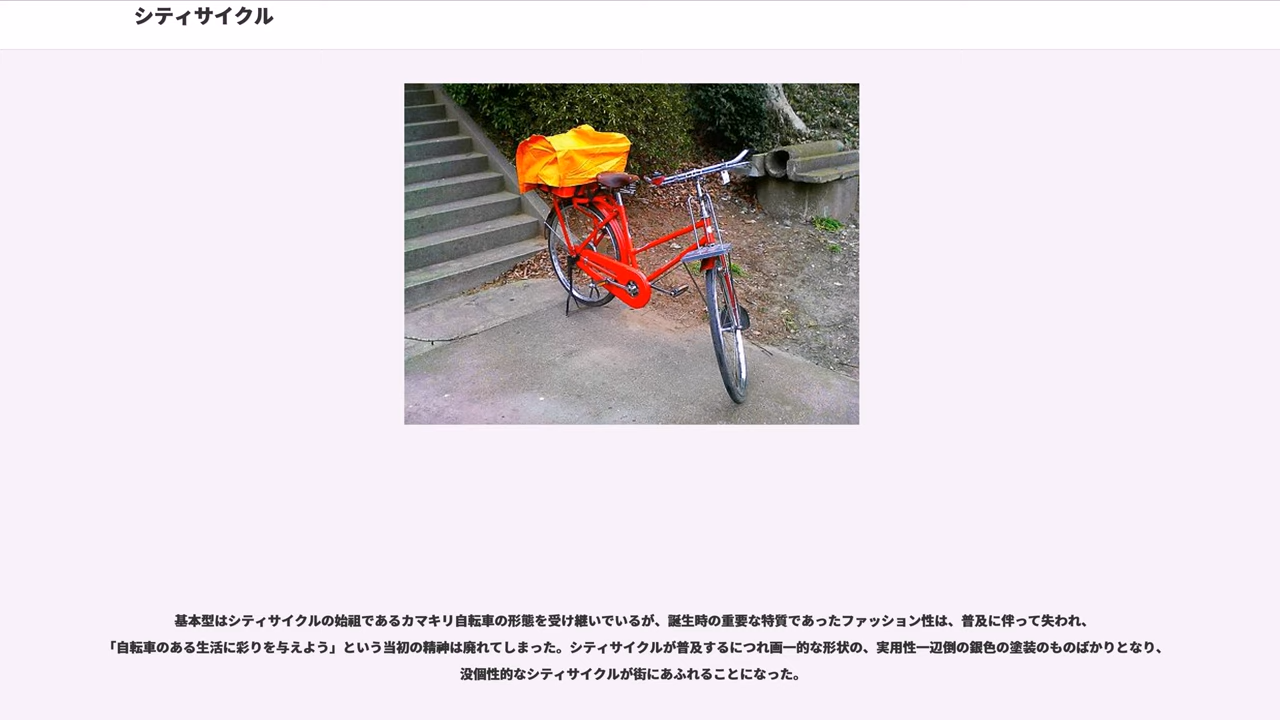 シティサイクル
基本型はシティサイクルの始祖であるカマキリ自転車の形態を受け継いでいるが、誕生時の重要な特質であったファッション性は、普及に伴って失われ、
「自転車のある生活に彩りを与えよう」という当初の精神は廃れてしまった。シティサイクルが普及するにつれ画一的な形状の、実用性一辺倒の銀色の塗装のものばかりとなり、
没個性的なシティサイクルが街にあふれることになった。